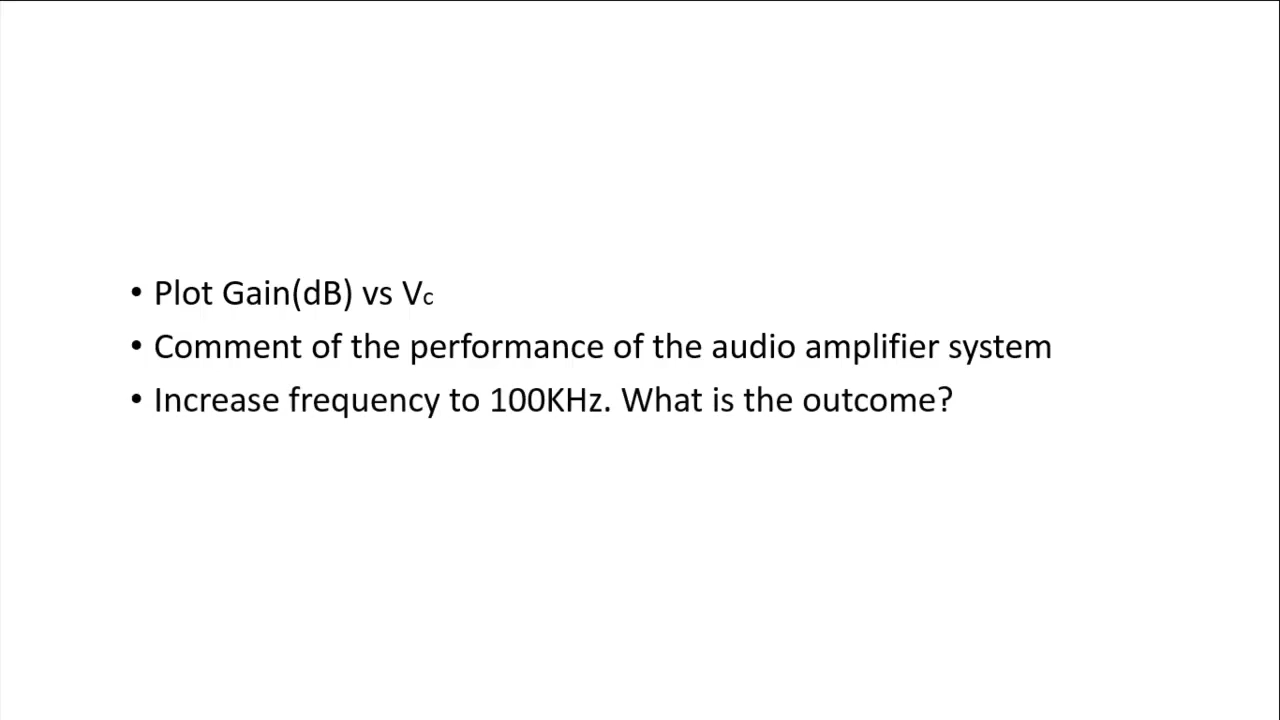 • Plot Gain(dB) vs Vc
• Comment of the performance of the audio amplifier system
• Increase frequency to 100KHz. What is the outcome?